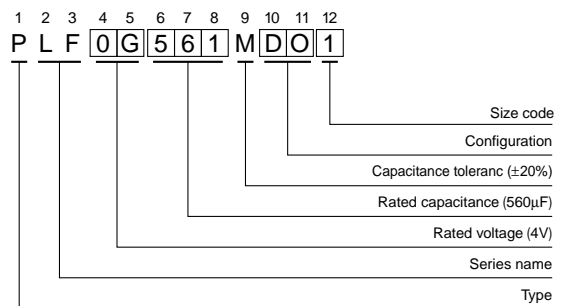 1 2 3 4 5 6 7 8 9 10 11 12
P L F 0 G 5 6 1 M D O 1
Size code
Configuration
Capacitance toleranc (±20%)
Rated capacitance (560µF)
Rated voltage (4V)
Series name
Type